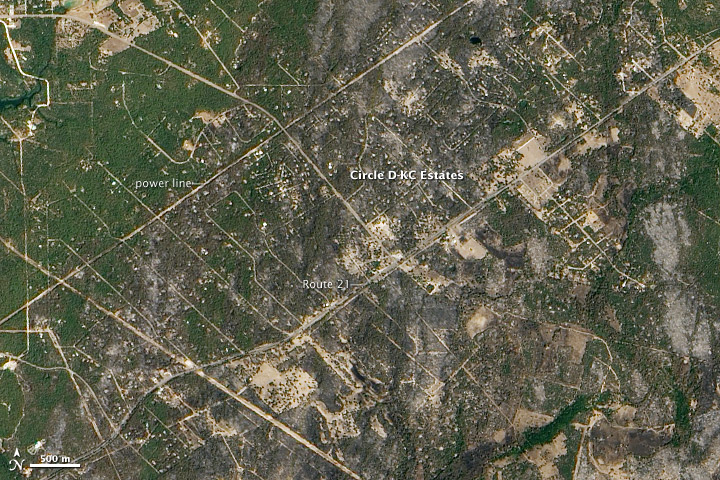 power line
Circle D-KC Estates
Route 21
N
500 m